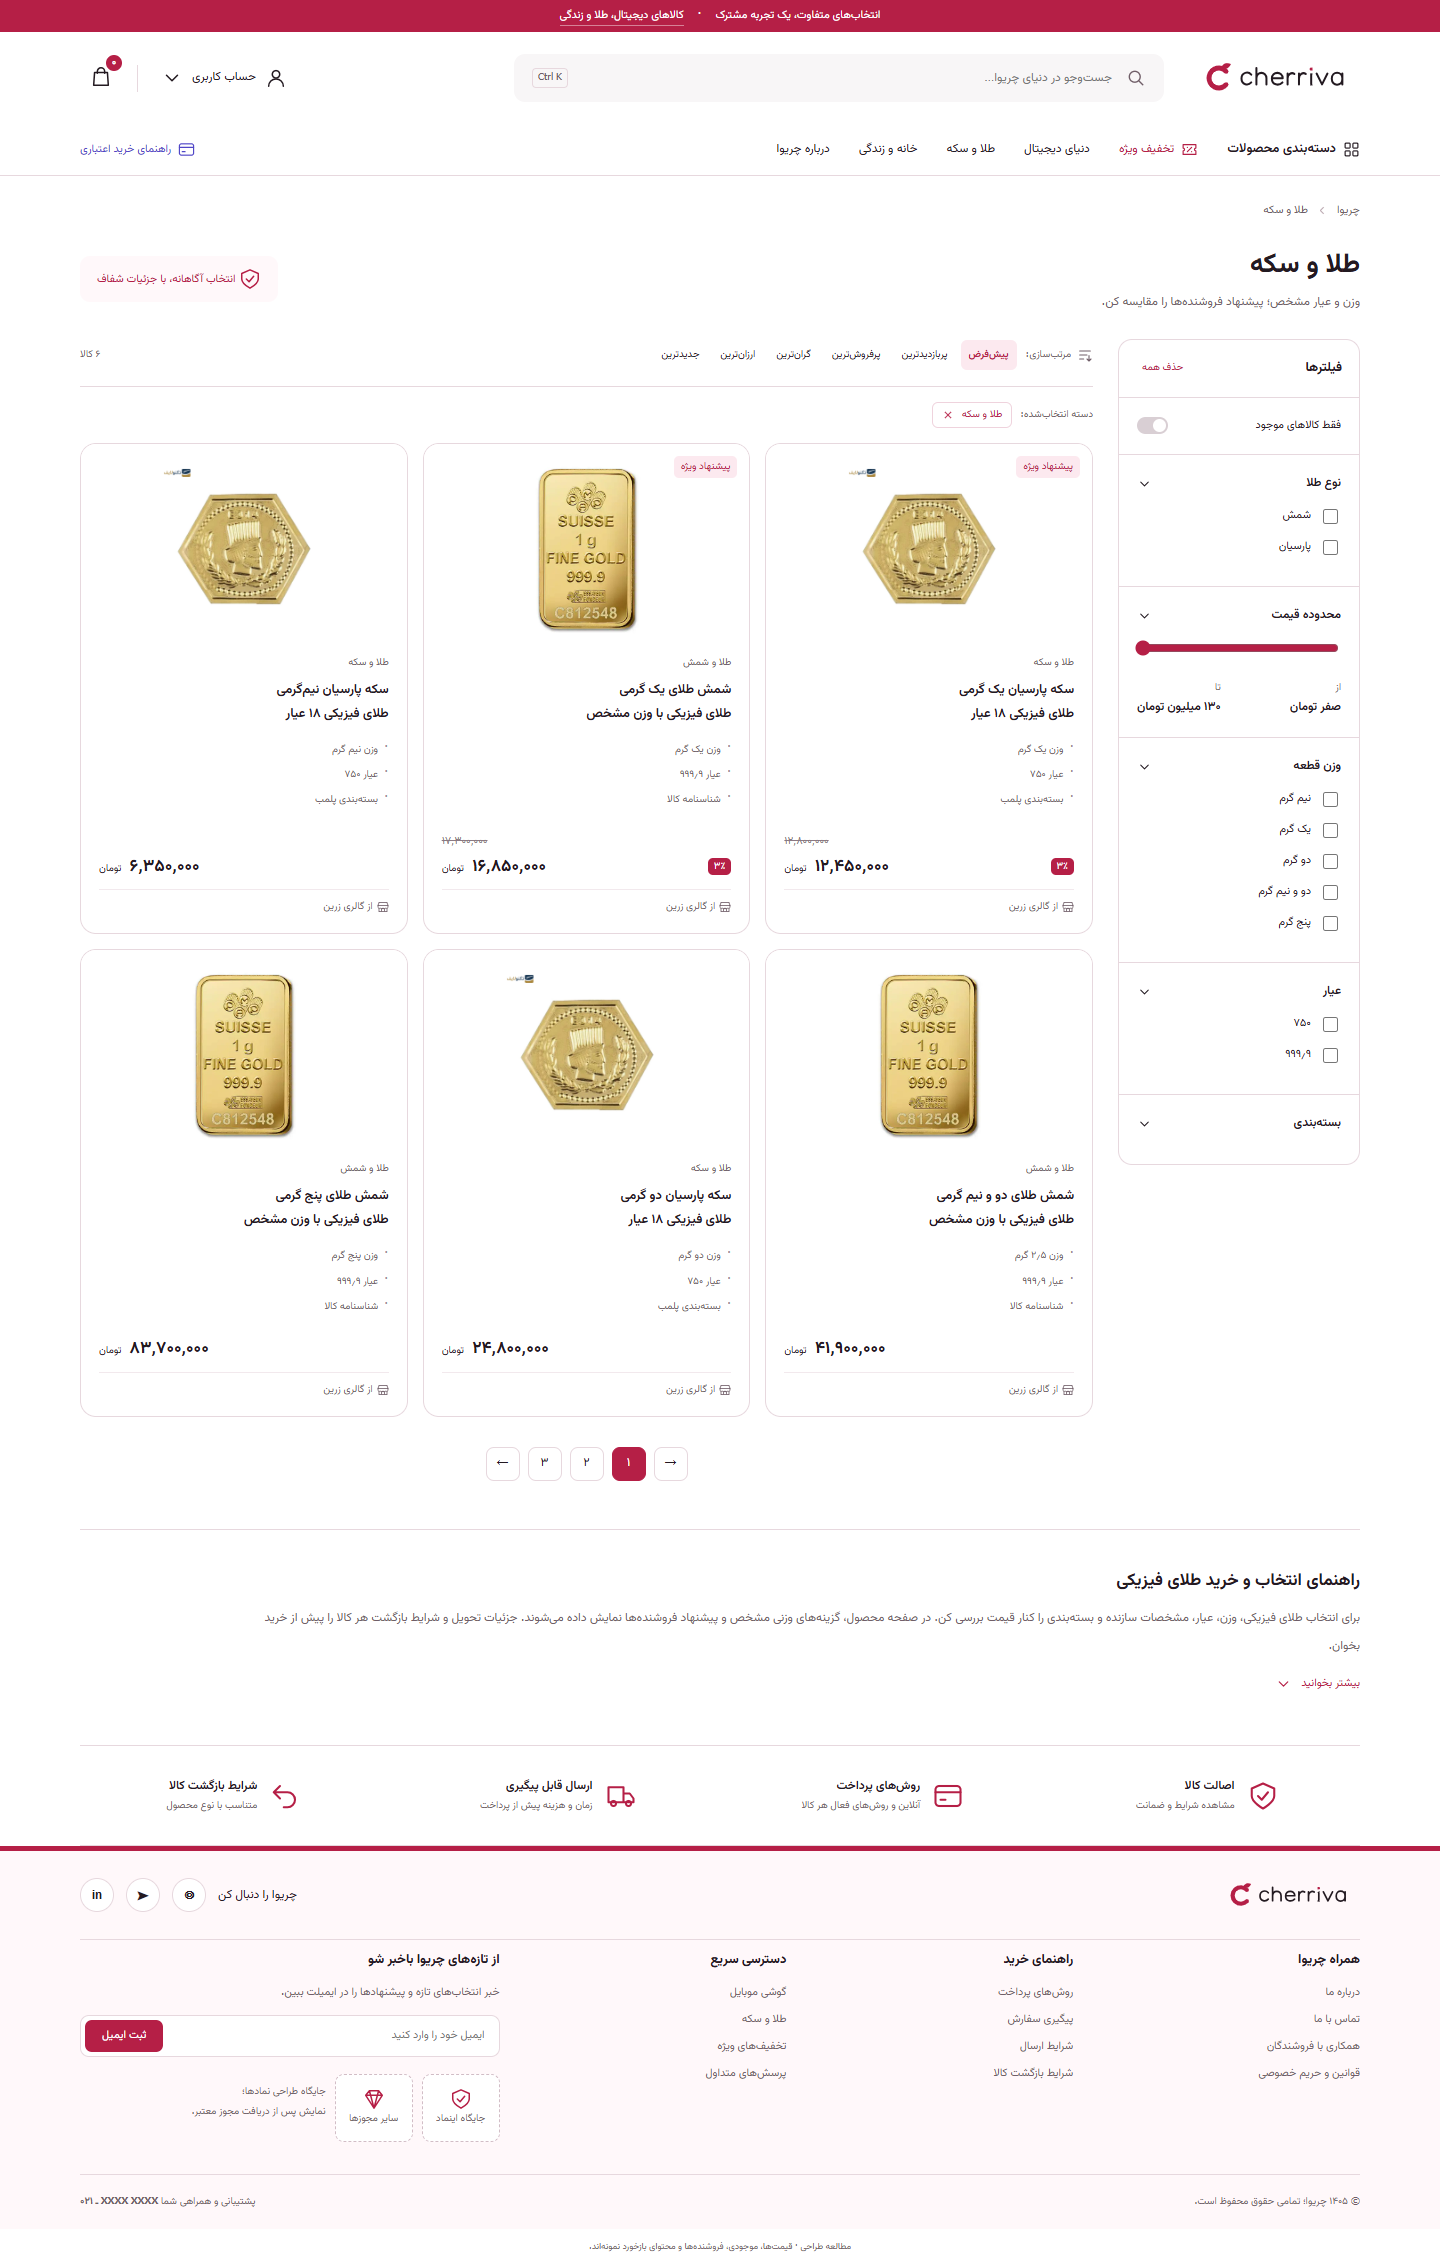 انتخاب‌های متفاوت، یک تجربه مشترک • کالاهای دیجیتال، طلا و زندگی
cherriva
جست‌وجو در دنیای چریوا...
Ctrl K
حساب کاربری
۰
دسته‌بندی محصولات
تخفیف ویژه
دنیای دیجیتال
طلا و سکه
خانه و زندگی
درباره چریوا
راهنمای خرید اعتباری
چریوا › طلا و سکه
طلا و سکه
وزن و عیار مشخص؛ پیشنهاد فروشنده‌ها را مقایسه کن.
انتخاب آگاهانه، با جزئیات شفاف
فیلترها
حذف همه
فقط کالاهای موجود
نوع طلا
شمش
پارسیان
محدوده قیمت
از
تا
صفر تومان
۱۳۰ میلیون تومان
وزن قطعه
نیم گرم
یک گرم
دو گرم
دو و نیم گرم
پنج گرم
عیار
۷۵۰
۹۹۹٫۹
بسته‌بندی
مرتب‌سازی:
پیش‌فرض
پربازدیدترین
پرفروش‌ترین
گران‌ترین
ارزان‌ترین
جدیدترین
۶ کالا
دسته انتخاب‌شده:
طلا و سکه ×
پیشنهاد ویژه
طلا و سکه
سکه پارسیان یک گرمی
طلای فیزیکی ۱۸ عیار
• وزن یک گرم
• عیار ۷۵۰
• بسته‌بندی پلمب
۱۲,۸۰۰,۰۰۰
۳٪
۱۲,۴۵۰,۰۰۰ تومان
از گالری زرین
پیشنهاد ویژه
SUISSE
1 g
FINE GOLD
999.9
C812548
طلا و شمش
شمش طلای یک گرمی
طلای فیزیکی با وزن مشخص
• وزن یک گرم
• عیار ۹۹۹٫۹
• شناسنامه کالا
۱۷,۳۰۰,۰۰۰
۳٪
۱۶,۸۵۰,۰۰۰ تومان
از گالری زرین
طلا و سکه
سکه پارسیان نیم‌گرمی
طلای فیزیکی ۱۸ عیار
• وزن نیم گرم
• عیار ۷۵۰
• بسته‌بندی پلمب
۶,۳۵۰,۰۰۰ تومان
از گالری زرین
SUISSE
1 g
FINE GOLD
999.9
C812548
طلا و شمش
شمش طلای دو و نیم گرمی
طلای فیزیکی با وزن مشخص
• وزن ۲٫۵ گرم
• عیار ۹۹۹٫۹
• شناسنامه کالا
۴۱,۹۰۰,۰۰۰ تومان
از گالری زرین
طلا و سکه
سکه پارسیان دو گرمی
طلای فیزیکی ۱۸ عیار
• وزن دو گرم
• عیار ۷۵۰
• بسته‌بندی پلمب
۲۴,۸۰۰,۰۰۰ تومان
از گالری زرین
SUISSE
1 g
FINE GOLD
999.9
C812548
طلا و شمش
شمش طلای پنج گرمی
طلای فیزیکی با وزن مشخص
• وزن پنج گرم
• عیار ۹۹۹٫۹
• شناسنامه کالا
۸۳,۷۰۰,۰۰۰ تومان
از گالری زرین
→ ۱ ۲ ۳ ←
راهنمای انتخاب و خرید طلای فیزیکی
برای انتخاب طلای فیزیکی، وزن، عیار، مشخصات سازنده و بسته‌بندی را کنار قیمت بررسی کن. در صفحه محصول، گزینه‌های وزنی مشخص و پیشنهاد فروشنده‌ها نمایش داده می‌شوند. جزئیات تحویل و شرایط بازگشت هر کالا را پیش از خرید
بخوان.
بیشتر بخوانید
اصالت کالا
مشاهده شرایط و ضمانت
روش‌های پرداخت
آنلاین و روش‌های فعال هر کالا
ارسال قابل پیگیری
زمان و هزینه پیش از پرداخت
شرایط بازگشت کالا
متناسب با نوع محصول
cherriva
چریوا را دنبال کن
in
همراه چریوا
درباره ما
تماس با ما
همکاری با فروشندگان
قوانین و حریم خصوصی
راهنمای خرید
روش‌های پرداخت
پیگیری سفارش
شرایط ارسال
شرایط بازگشت کالا
دسترسی سریع
گوشی موبایل
طلا و سکه
تخفیف‌های ویژه
پرسش‌های متداول
از تازه‌های چریوا باخبر شو
خبر انتخاب‌های تازه و پیشنهادها را در ایمیلت ببین.
ایمیل خود را وارد کنید
ثبت ایمیل
جایگاه اینماد
سایر مجوزها
جایگاه طراحی نمادها؛
نمایش پس از دریافت مجوز معتبر.
© ۱۴۰۵ چریوا؛ تمامی حقوق محفوظ است.
پشتیبانی و همراهی شما ۰۲۱ - XXXX XXXX
مطالعه طراحی • قیمت‌ها، موجودی، فروشنده‌ها و محتوای بازخورد نمونه‌اند.